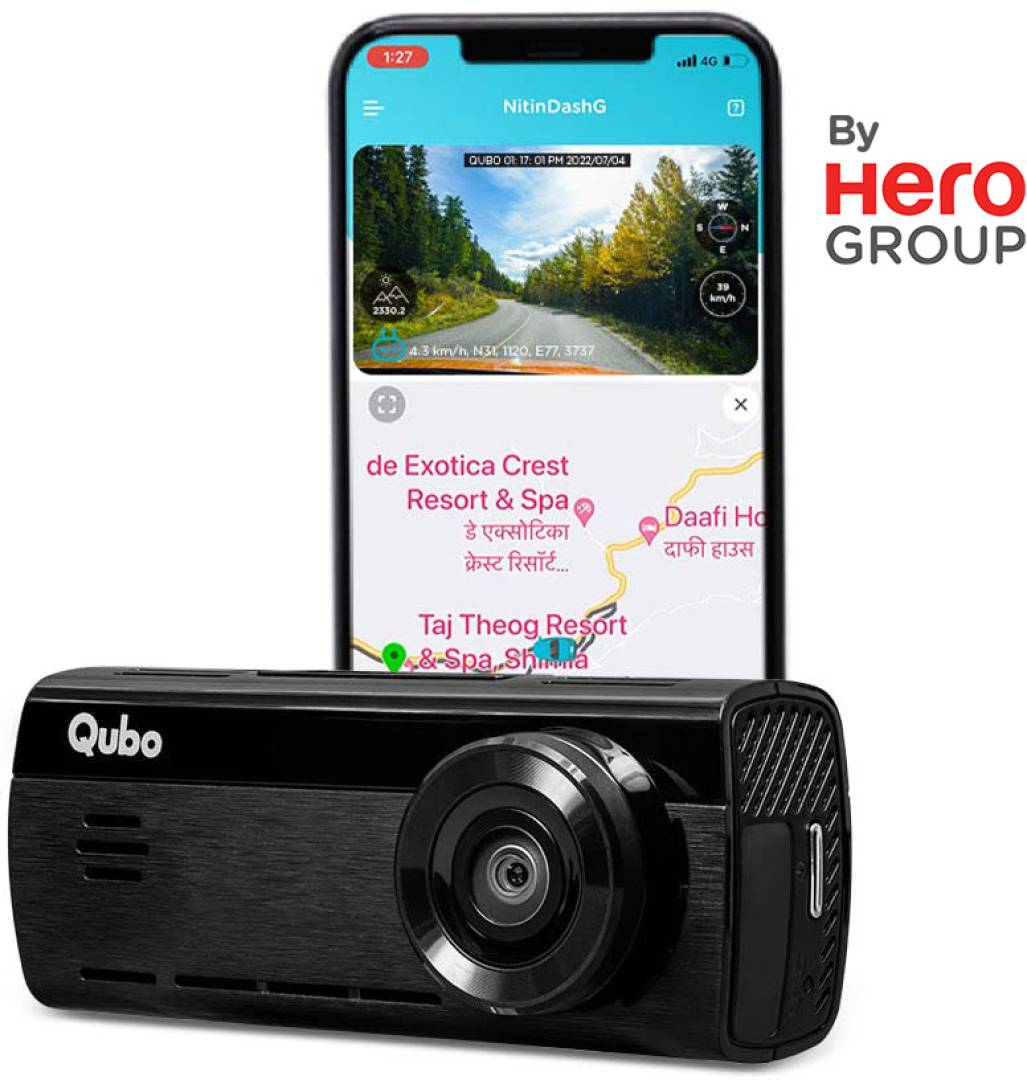 1:27
4G
NitinDashG
?
By
Hero
GROUP
QUBO 01: 17: 01 PM 2022/07/04
W
S N
E
2330.2
39
km/h
4.3 km/h, N31, 1120, E77, 3737
de Exotica Crest
Resort & Spa
डे एक्सोटिका
क्रेस्ट रिसॉर्ट...
Daafi Ho
दाफी हाउस
Taj Theog Resort
& Spa, Shimla
Qubo